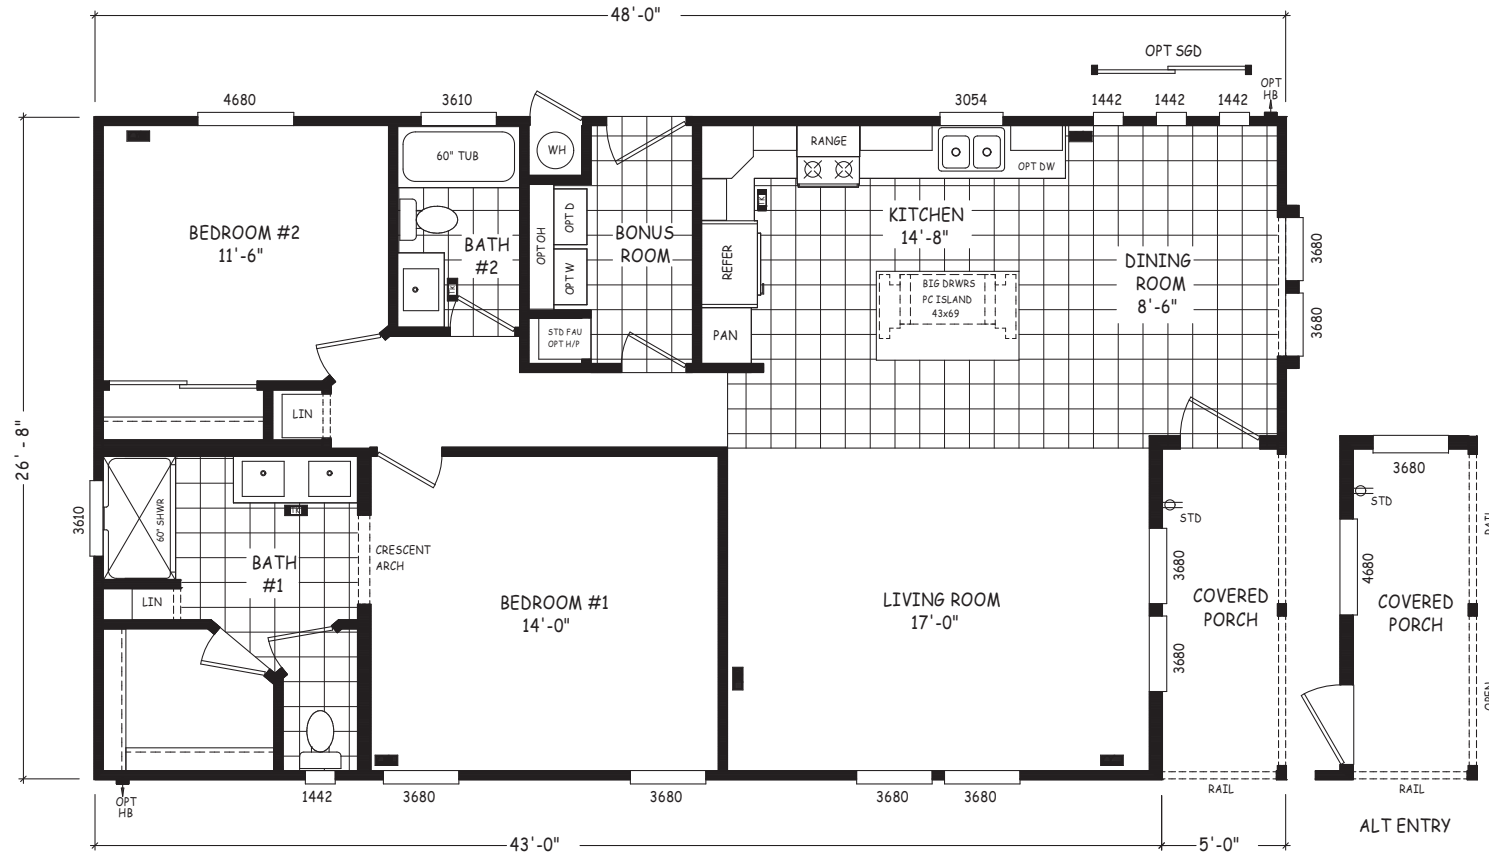 48'-0"
OPT SGD
4680
3610
3054
1442
1442
1442
OPT
HB
60" TUB
WH
RANGE
OPT DW
BEDROOM #2
11'-6"
BATH
#2
OPT OH
OPT D
OPT W
BONUS
ROOM
REFER
KITCHEN
14'-8"
DINING
ROOM
8'-6"
BIG DRWRS
PC ISLAND
43x69
3680
3680
STD FAU
OPT H/P
PAN
LIN
26'-8"
3610
60" SHWR
BATH
#1
LIN
CRESCENT
ARCH
BEDROOM #1
14'-0"
LIVING ROOM
17'-0"
STD
3680
3680
COVERED
PORCH
3680
STD
4680
COVERED
PORCH
RAIL
OPEN
OPT
HB
1442
3680
3680
3680
3680
RAIL
RAIL
ALT ENTRY
43'-0"
5'-0"